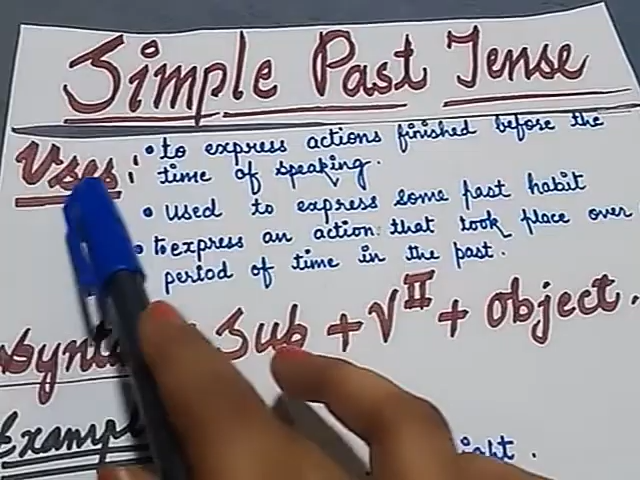 Simple Past Tense
Uses: • to express actions finished before the
time of speaking.
• used to express some past habit
• to express an action that took place over
period of time in the past.
Sub + V II + Object.